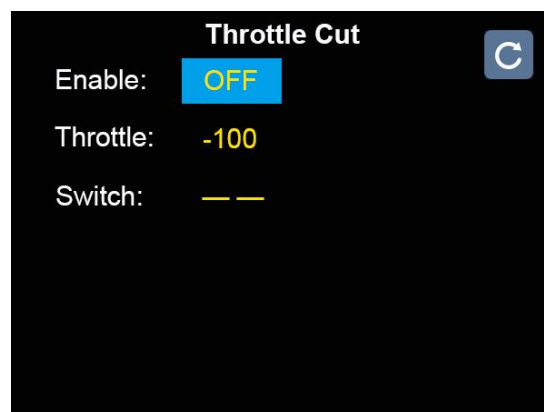 Throttle Cut
Enable: OFF
Throttle: -100
Switch: — —